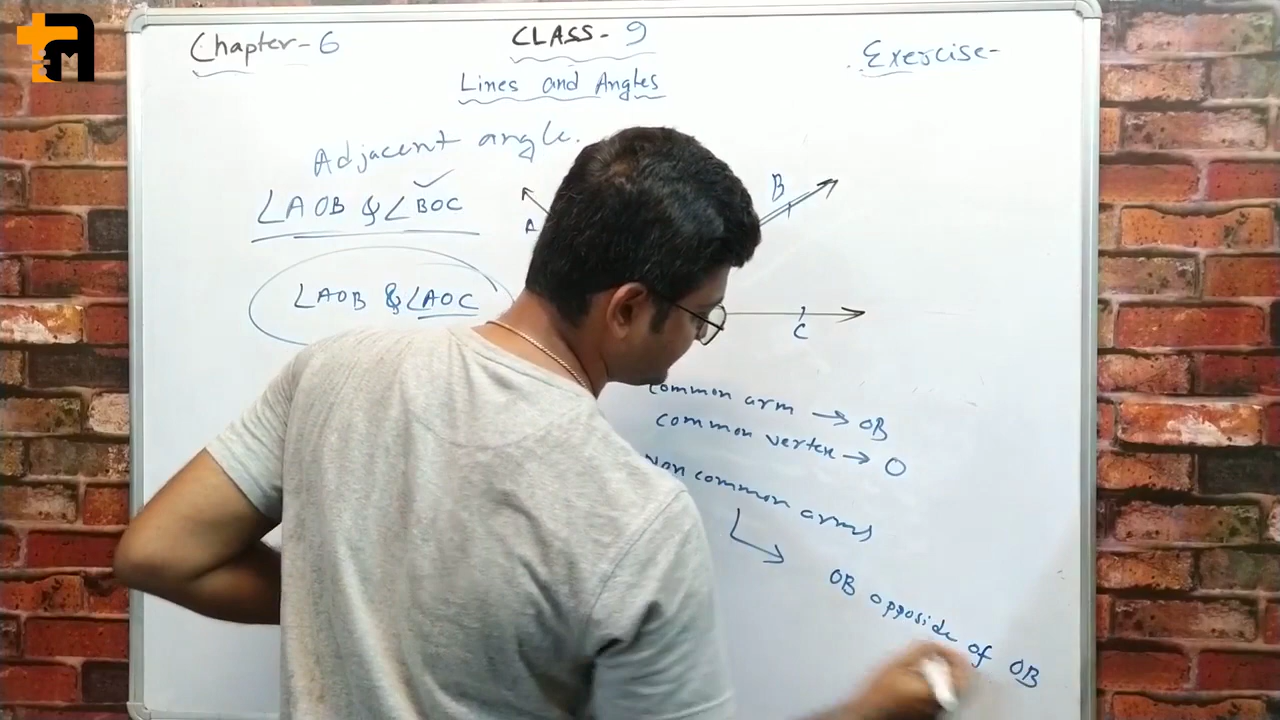 Chapter-6
CLASS-9
Exercise-
Lines and Angles
Adjacent angle.
∠AOB & ∠BOC
∠AOB & ∠AOC
A
B
C
common arm → OB
common vertex → O
Non common arms
OB opposide of OB
M